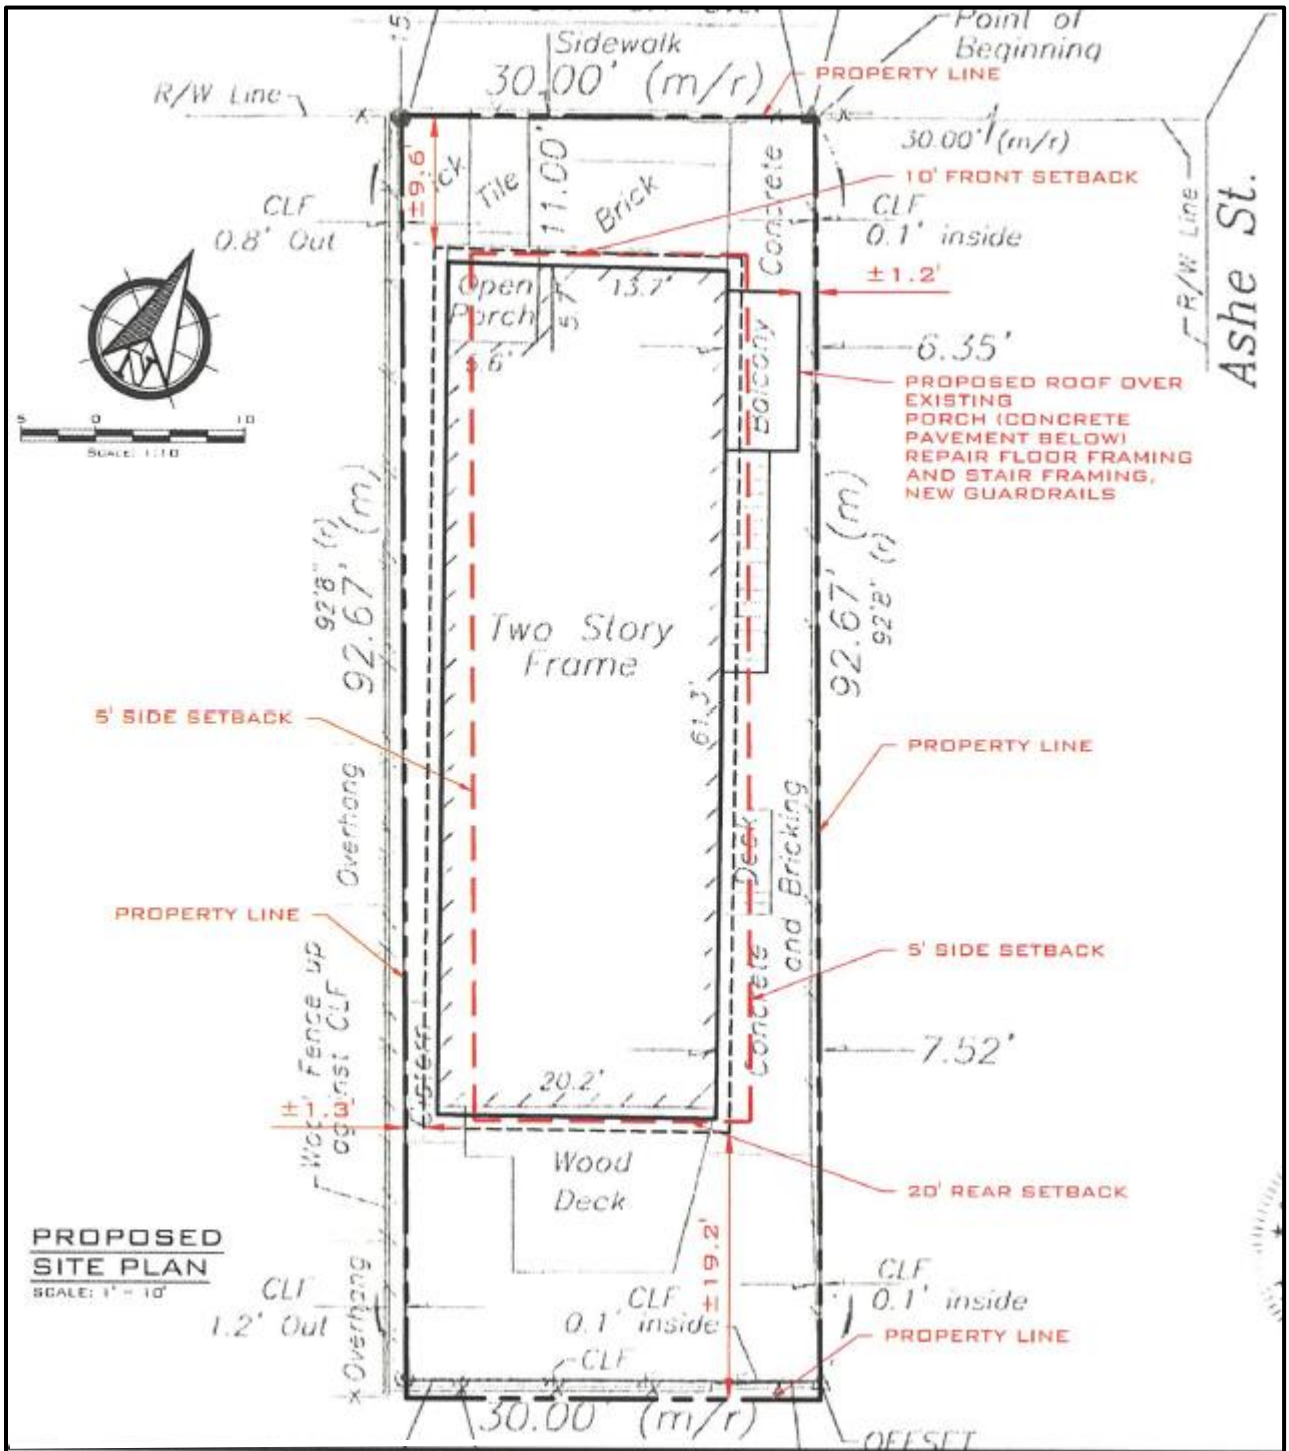 15
Sidewalk
30.00' (m/r)
PROPERTY LINE
Point of
Beginning
R/W Line
30.00' (m/r)
±9.6'
ick
Tile
11.00'
Brick
Concrete
10' FRONT SETBACK
CLF
0.8' Out
CLF
0.1' inside
R/W Line
Ashe St.
±1.2'
Open
Porch
5.7'
13.7'
5.6'
Balcony
6.35'
PROPOSED ROOF OVER
EXISTING
PORCH (CONCRETE
PAVEMENT BELOW)
REPAIR FLOOR FRAMING
AND STAIR FRAMING,
NEW GUARDRAILS
5 0 10
SCALE: 1:10
92'8" (r)
92.67' (m)
92.67' (m)
92'8" (r)
Two Story
Frame
61.3'
5' SIDE SETBACK
PROPERTY LINE
Overhang
Deck
and Bricking
PROPERTY LINE
Concrete
5' SIDE SETBACK
Fence up
against CLF
7.52'
20.2'
±1.3'
Wood
Deck
20' REAR SETBACK
±19.2'
PROPOSED
SITE PLAN
SCALE: 1" = 10'
CLF
1.2' Out
Overhang
CLF
0.1' inside
CLF
0.1' inside
PROPERTY LINE
CLF
30.00' (m/r)
OFFSET